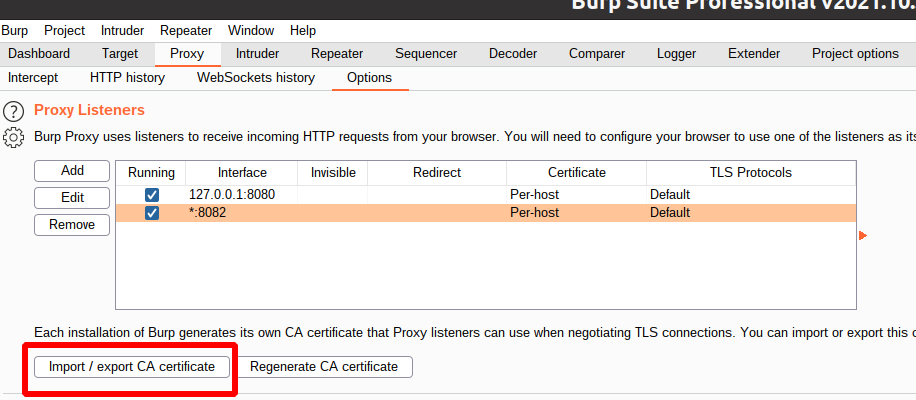 Burp Suite Professional v2021.10.
Burp Project Intruder Repeater Window Help
Dashboard Target Proxy Intruder Repeater Sequencer Decoder Comparer Logger Extender Project options
Intercept HTTP history WebSockets history Options
? Proxy Listeners
Burp Proxy uses listeners to receive incoming HTTP requests from your browser. You will need to configure your browser to use one of the listeners as its
Add
Edit
Remove
Running Interface Invisible Redirect Certificate TLS Protocols
127.0.0.1:8080 Per-host Default
*:8082 Per-host Default
Each installation of Burp generates its own CA certificate that Proxy listeners can use when negotiating TLS connections. You can import or export this
Import / export CA certificate Regenerate CA certificate